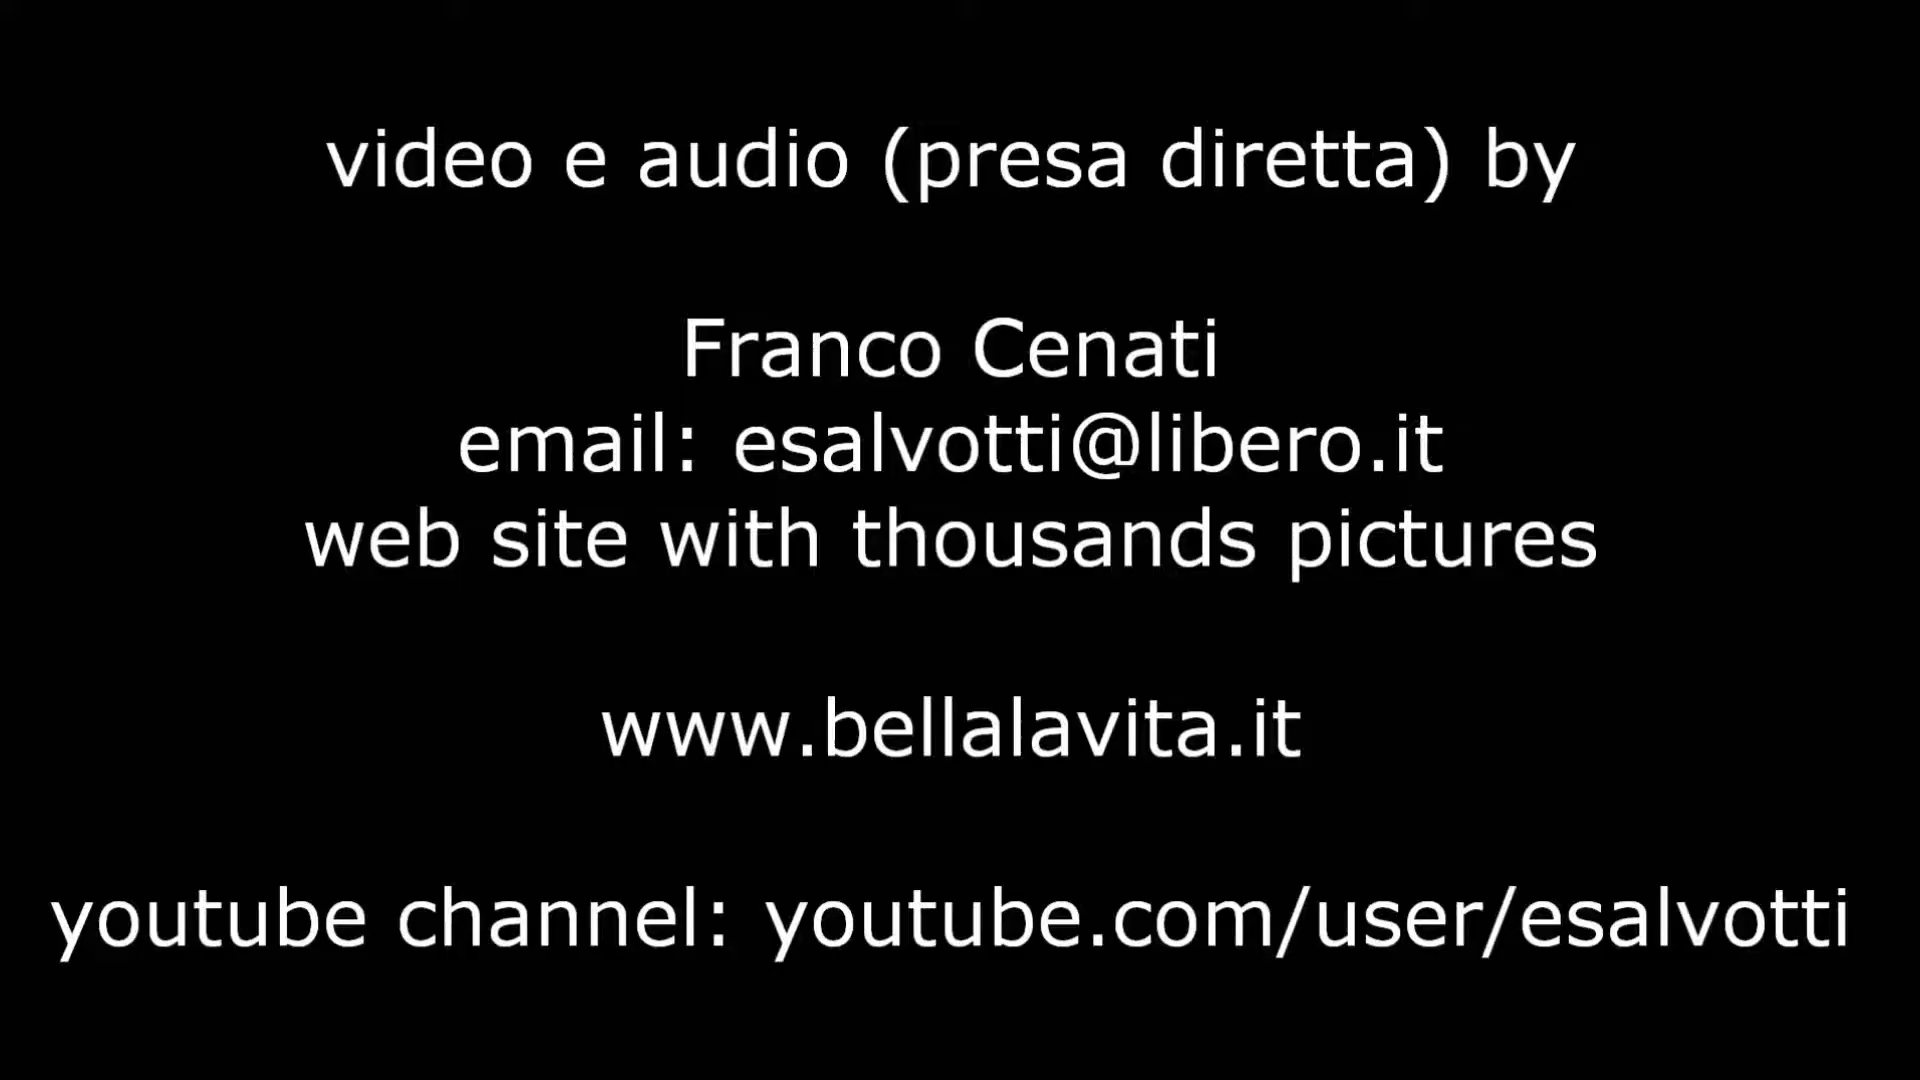 video e audio (presa diretta) by
Franco Cenati
email: esalvotti@libero.it
web site with thousands pictures
www.bellalavita.it
youtube channel: youtube.com/user/esalvotti